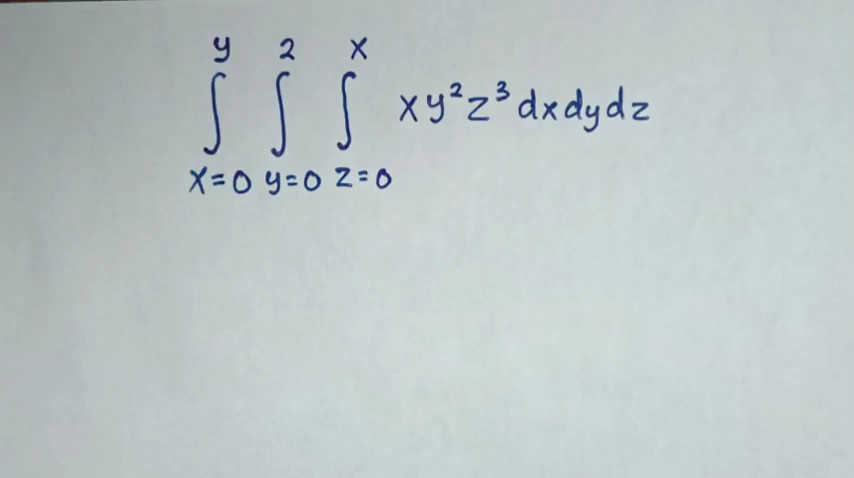 y 2 x
∫ ∫ ∫ xy²z³dxdydz
x=0 y=0 z=0